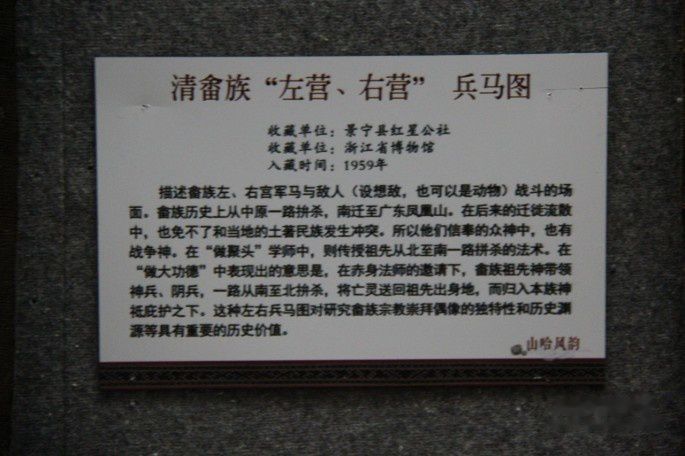 清畲族“左营、右营” 兵马图
收藏单位：景宁县红星公社
收藏单位：浙江省博物馆
入藏时间：1959年
描述畲族左、右宫军马与敌人（设想敌，也可以是动物）战斗的场
面。畲族历史上从中原一路拚杀，南迁至广东凤凰山。在后来的迁徙流散
中，也免不了和当地的土著民族发生冲突。所以他们信奉的众神中，也有
战争神。在“做聚头”学师中，则传授祖先从北至南一路拚杀的法术。在
“做大功德”中表现出的意思是，在赤身法师的邀请下，畲族祖先神带领
神兵、阴兵，一路从南至北拚杀，将亡灵送回祖先出身地，而归入本族神
祗庇护之下。这种左右兵马图对研究畲族宗教崇拜偶像的独特性和历史渊
源等具有重要的历史价值。
山哈风韵